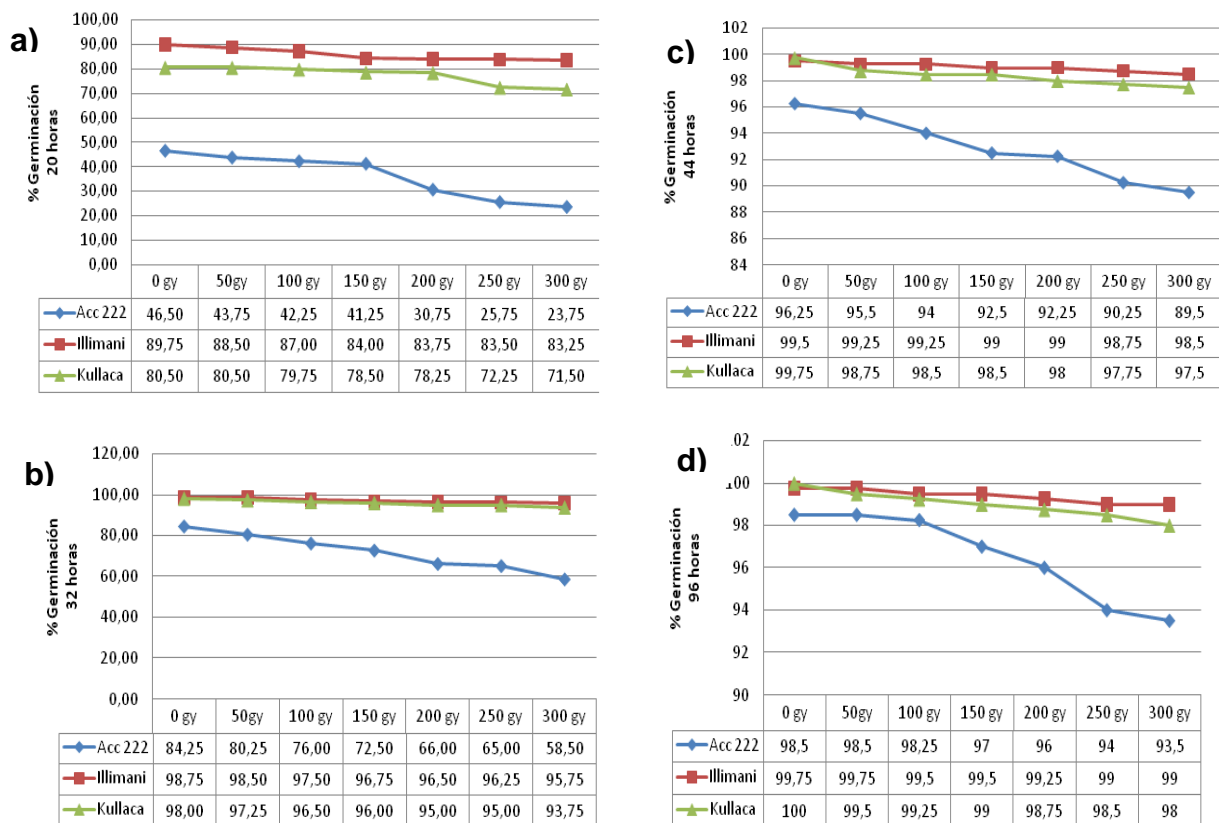 a)
% Germinación
20 horas
100,00
90,00
80,00
70,00
60,00
50,00
40,00
30,00
20,00
10,00
0,00
0 gy 50gy 100 gy 150 gy 200 gy 250 gy 300 gy
Acc 222 46,50 43,75 42,25 41,25 30,75 25,75 23,75
Illimani 89,75 88,50 87,00 84,00 83,75 83,50 83,25
Kullaca 80,50 80,50 79,75 78,50 78,25 72,25 71,50
b)
% Germinación
32 horas
120,00
100,00
80,00
60,00
40,00
20,00
0,00
0 gy 50gy 100 gy 150 gy 200 gy 250 gy 300 gy
Acc 222 84,25 80,25 76,00 72,50 66,00 65,00 58,50
Illimani 98,75 98,50 97,50 96,75 96,50 96,25 95,75
Kullaca 98,00 97,25 96,50 96,00 95,00 95,00 93,75
c)
% Germinación
44 horas
102
100
98
96
94
92
90
88
86
84
0 gy 50gy 100 gy 150 gy 200 gy 250 gy 300 gy
Acc 222 96,25 95,5 94 92,5 92,25 90,25 89,5
Illimani 99,5 99,25 99,25 99 99 98,75 98,5
Kullaca 99,75 98,75 98,5 98,5 98 97,75 97,5
d)
% Germinación
96 horas
.02
.00
98
96
94
92
90
0 gy 50gy 100 gy 150 gy 200 gy 250 gy 300 gy
Acc 222 98,5 98,5 98,25 97 96 94 93,5
Illimani 99,75 99,75 99,5 99,5 99,25 99 99
Kullaca 100 99,5 99,25 99 98,75 98,5 98